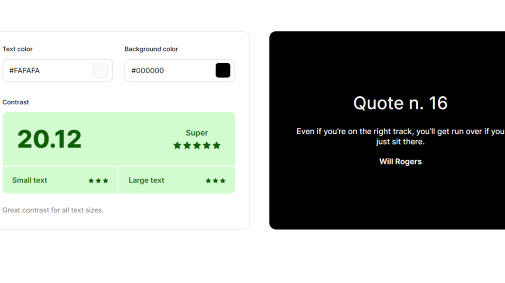 Text color
Background color
#FAFAFA
#000000
Contrast
20.12
Super
Small text
Large text
Great contrast for all text sizes.
Quote n. 16
Even if you're on the right track, you'll get run over if you
just sit there.
Will Rogers